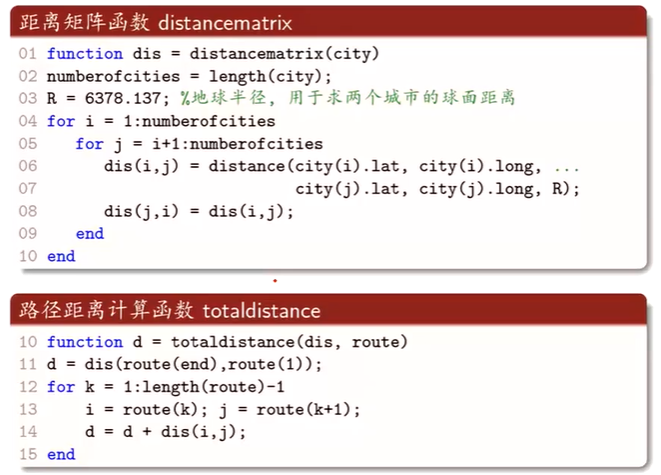 距离矩阵函数 distancematrix
01 function dis = distancematrix(city)
02 numberofcities = length(city);
03 R = 6378.137; %地球半径, 用于求两个城市的球面距离
04 for i = 1:numberofcities
05 for j = i+1:numberofcities
06 dis(i,j) = distance(city(i).lat, city(i).long, ...
07 city(j).lat, city(j).long, R);
08 dis(j,i) = dis(i,j);
09 end
10 end
路径距离计算函数 totaldistance
10 function d = totaldistance(dis, route)
11 d = dis(route(end),route(1));
12 for k = 1:length(route)-1
13 i = route(k); j = route(k+1);
14 d = d + dis(i,j);
15 end